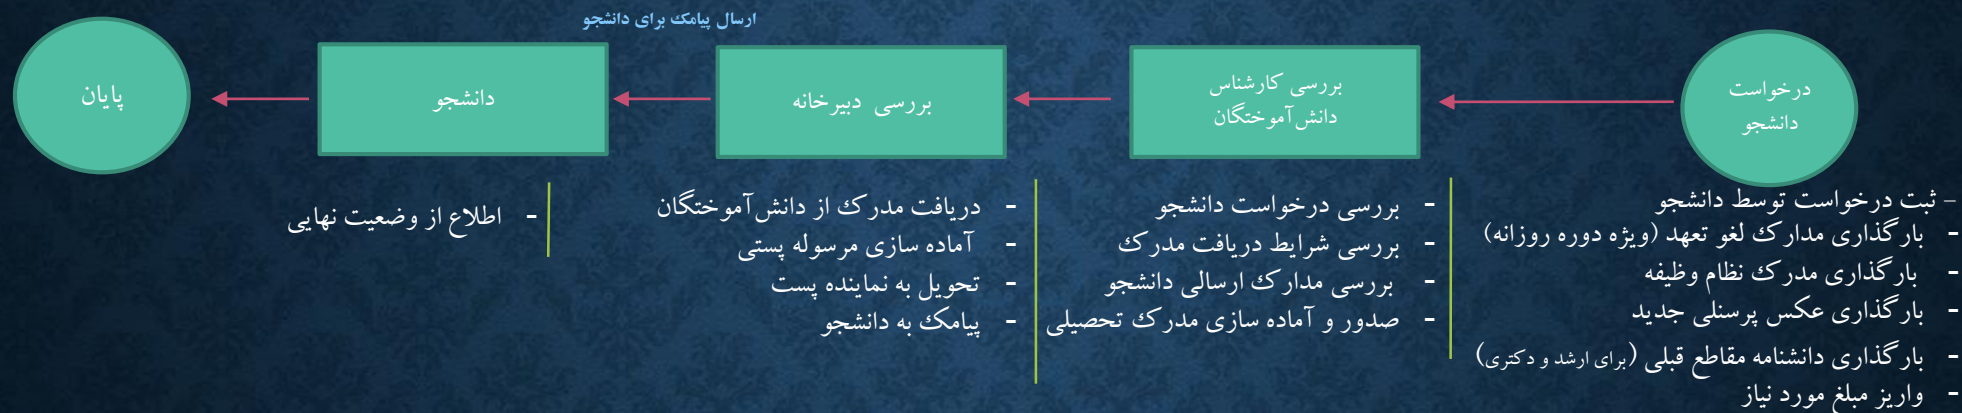 ارسال پیامک برای دانشجو
درخواست
دانشجو
بررسی کارشناس
دانش‌آموختگان
بررسی دبیرخانه
دانشجو
پایان
- ثبت درخواست توسط دانشجو
- بارگذاری مدارک لغو تعهد (ویژه دوره روزانه)
- بارگذاری مدرک نظام وظیفه
- بارگذاری عکس پرسنلی جدید
- بارگذاری دانشنامه مقاطع قبلی (برای ارشد و دکتری)
- واریز مبلغ مورد نیاز
- بررسی درخواست دانشجو
- بررسی شرایط دریافت مدرک
- بررسی مدارک ارسالی دانشجو
- صدور و آماده سازی مدرک تحصیلی
- دریافت مدرک از دانش‌آموختگان
- آماده سازی مرسوله پستی
- تحویل به نماینده پست
- پیامک به دانشجو
- اطلاع از وضعیت نهایی